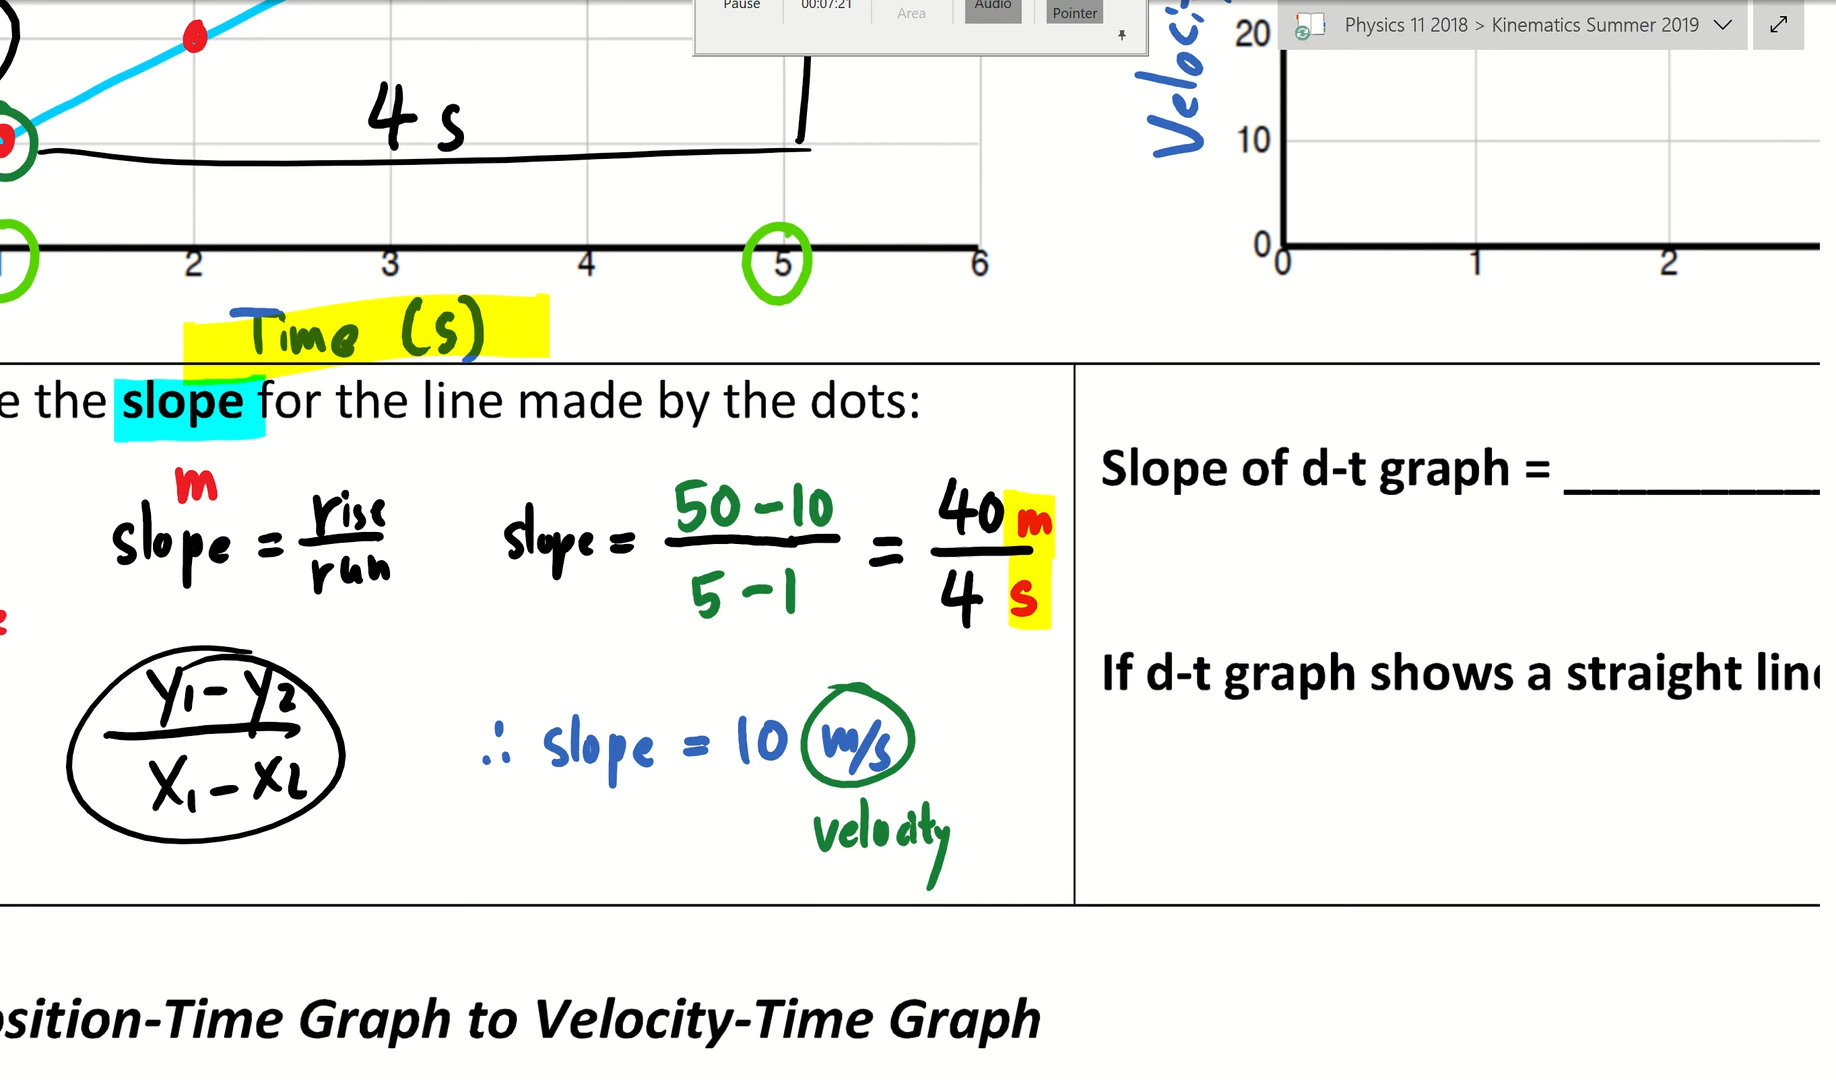 Pause 00:07:21 Area Audio Pointer
Physics 11 2018 > Kinematics Summer 2019
20
10
0
4 s
2 3 4 5 6
0 1 2
Time (s)
e the slope for the line made by the dots:
m
slope = rise / run
slope = 50 - 10 / 5 - 1 = 40 m / 4 s
Y1 - Y2
X1 - X2
∴ slope = 10 m/s
velocity
Slope of d-t graph = __________
If d-t graph shows a straight lin
sition-Time Graph to Velocity-Time Graph